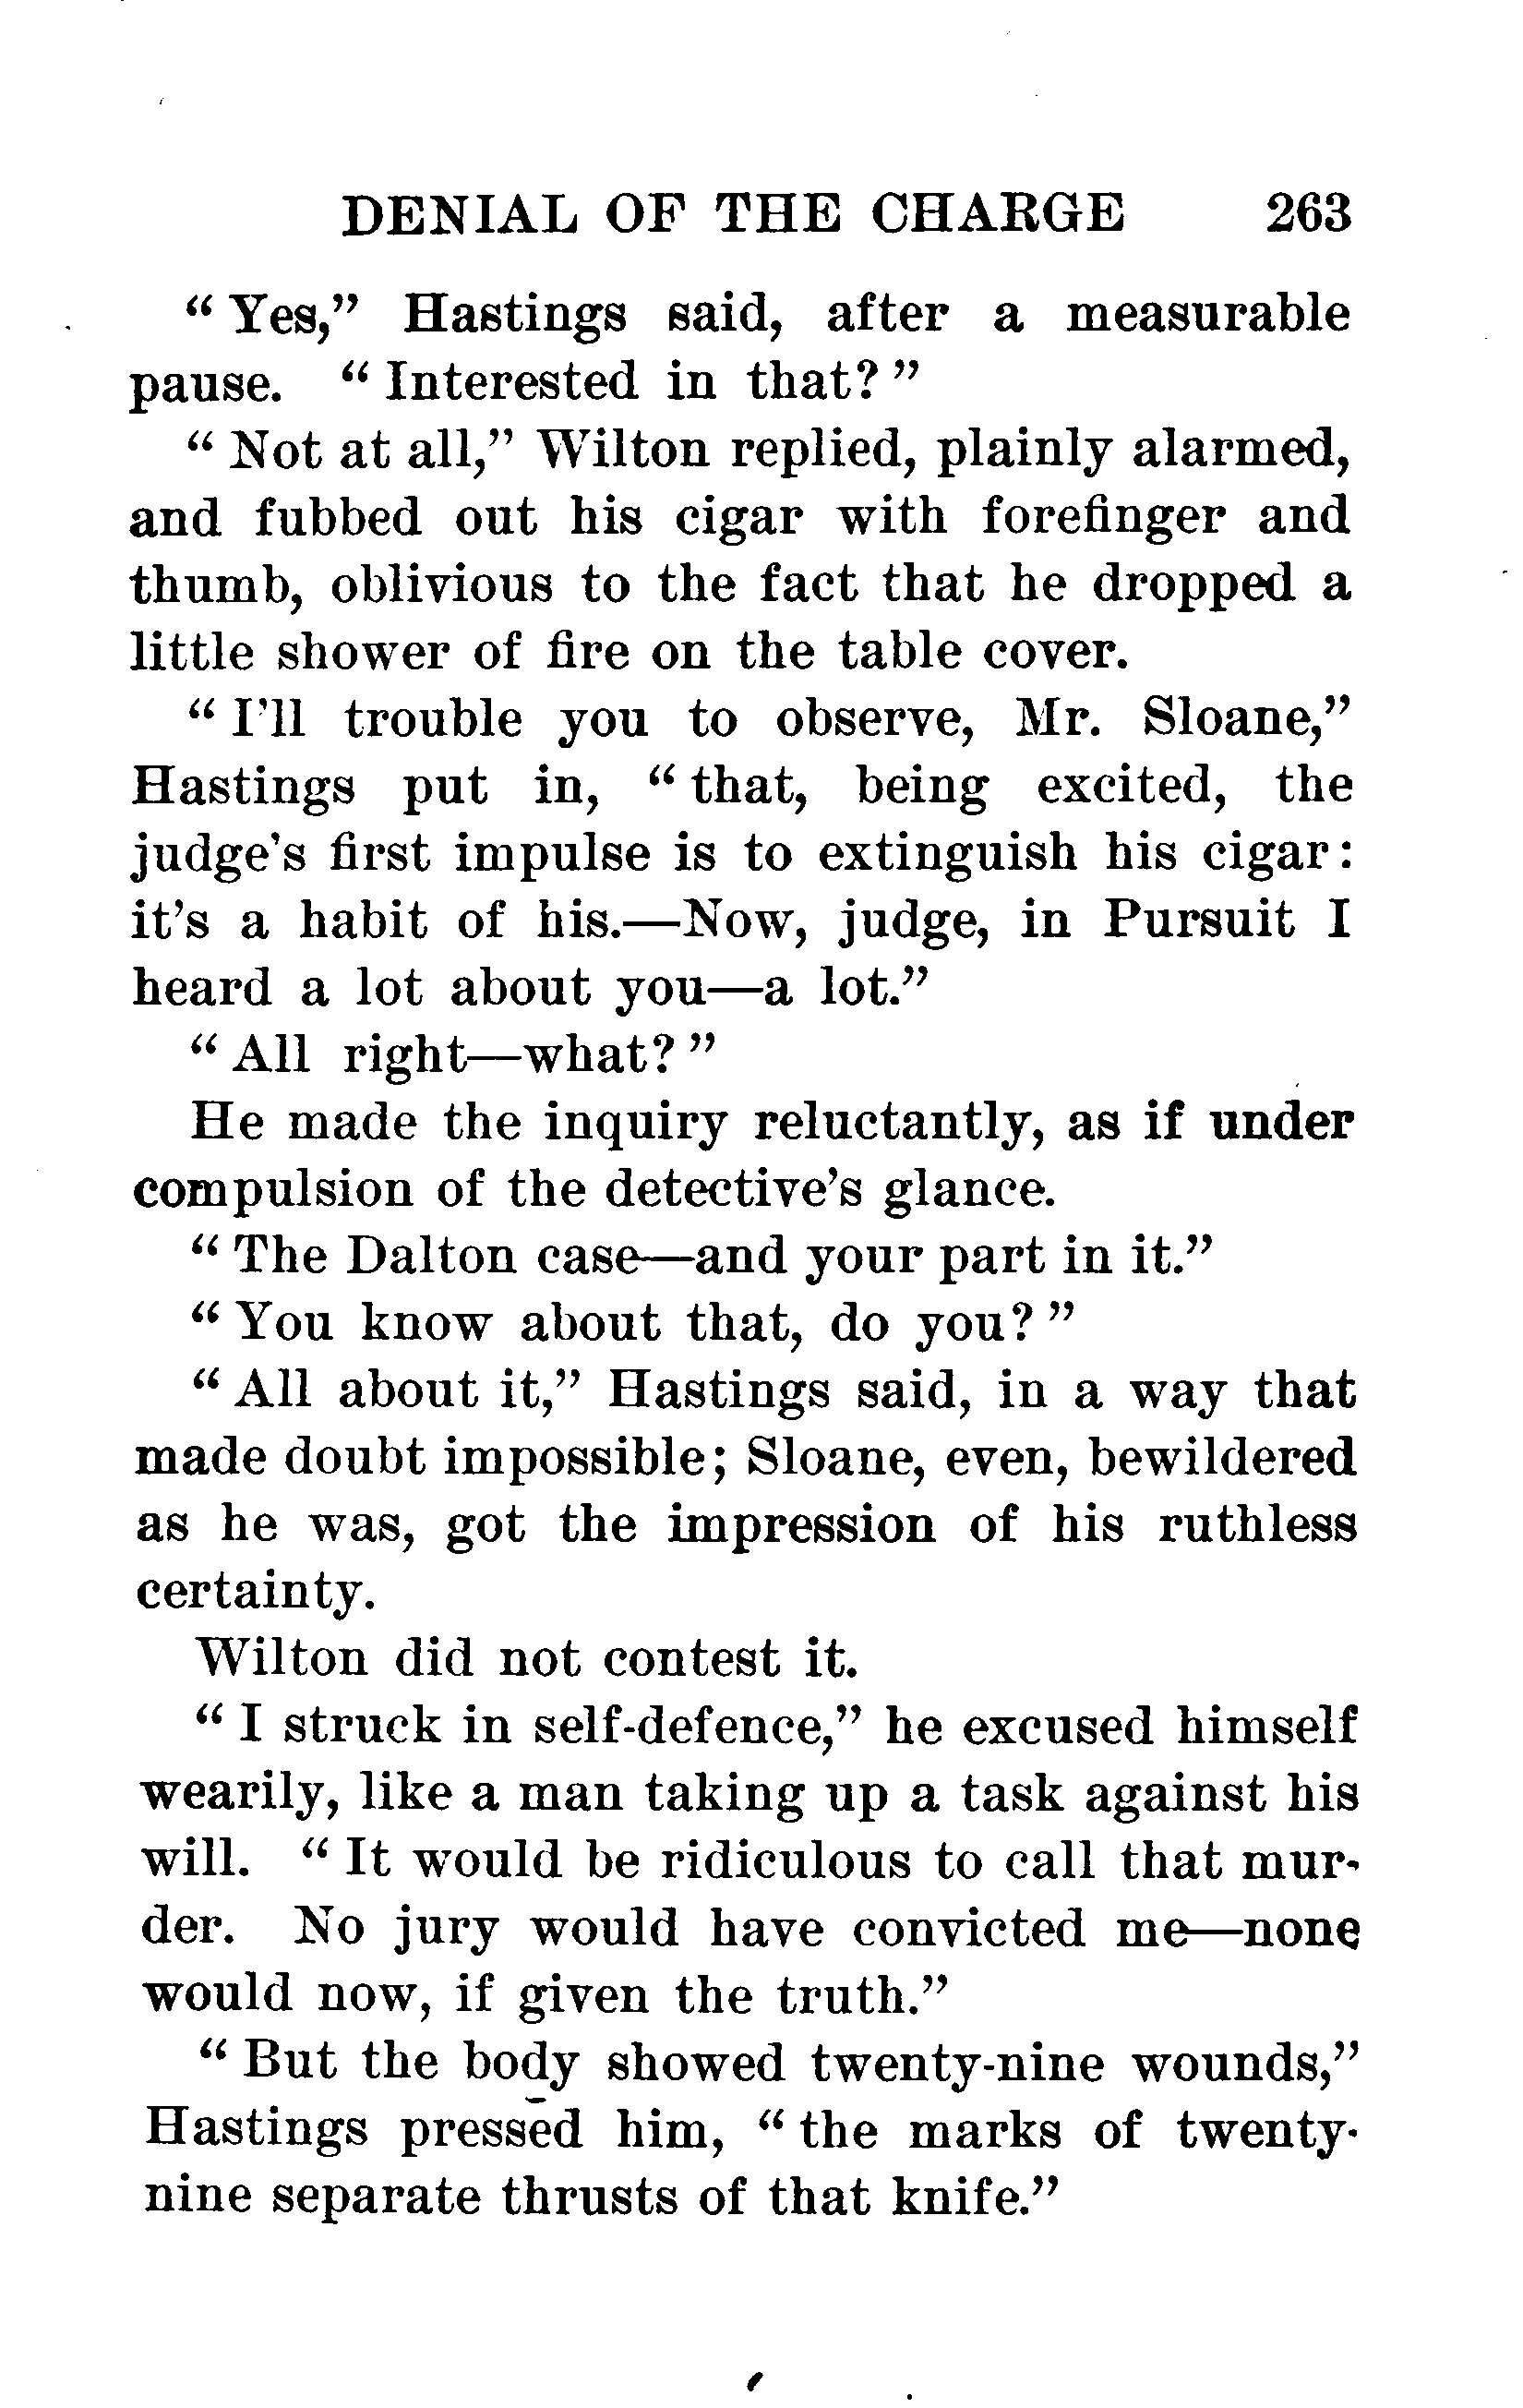 DENIAL OF THE CHARGE 263
“ Yes,” Hastings said, after a measurable
pause. “ Interested in that? ”
“ Not at all,” Wilton replied, plainly alarmed,
and fubbed out his cigar with forefinger and
thumb, oblivious to the fact that he dropped a
little shower of fire on the table cover.
“ I’ll trouble you to observe, Mr. Sloane,”
Hastings put in, “ that, being excited, the
judge’s first impulse is to extinguish his cigar:
it’s a habit of his.—Now, judge, in Pursuit I
heard a lot about you—a lot.”
“ All right—what? ”
He made the inquiry reluctantly, as if under
compulsion of the detective’s glance.
“ The Dalton case—and your part in it.”
“ You know about that, do you? ”
“ All about it,” Hastings said, in a way that
made doubt impossible; Sloane, even, bewildered
as he was, got the impression of his ruthless
certainty.
Wilton did not contest it.
“ I struck in self-defence,” he excused himself
wearily, like a man taking up a task against his
will. “ It would be ridiculous to call that mur-
der. No jury would have convicted me—none
would now, if given the truth.”
“ But the body showed twenty-nine wounds,”
Hastings pressed him, “ the marks of twenty-
nine separate thrusts of that knife.”